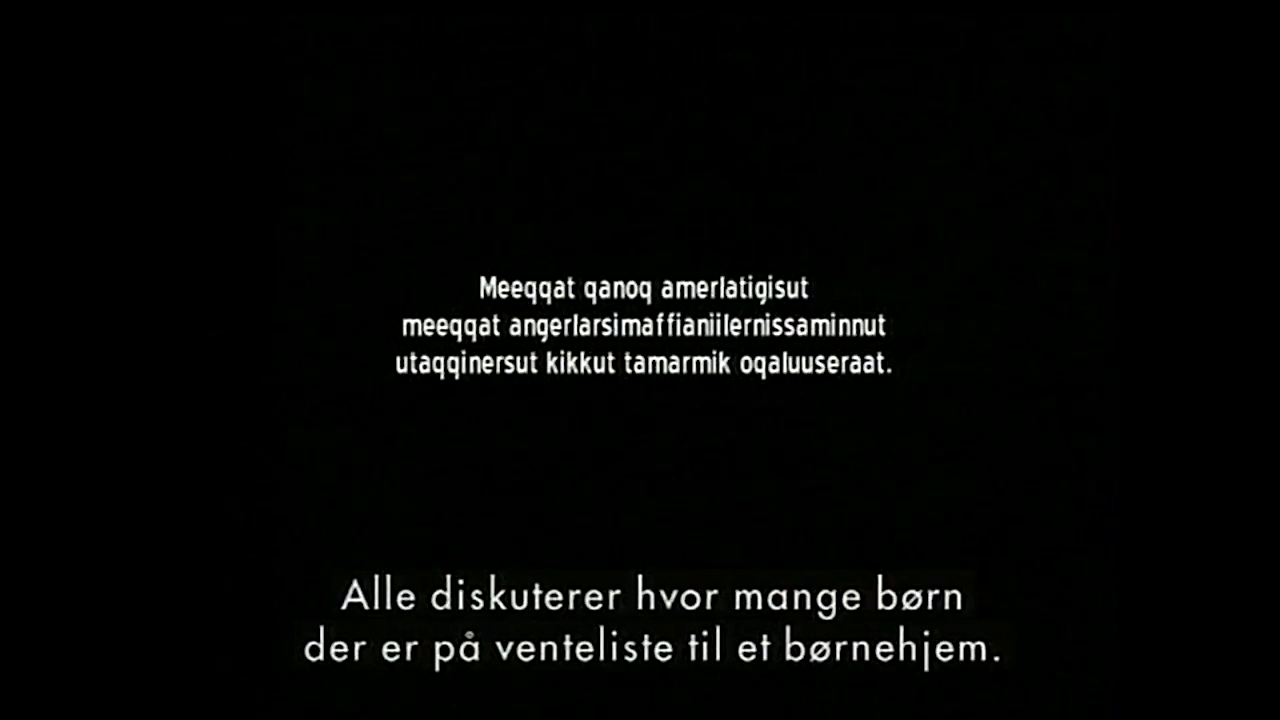 Meeqqat qanoq amerlatigisut
meeqqat angerlarsimaffianiilernissaminnut
utaqqinersut kikkut tamarmik oqaluuseraat.
Alle diskuterer hvor mange børn
der er på venteliste til et børnehjem.